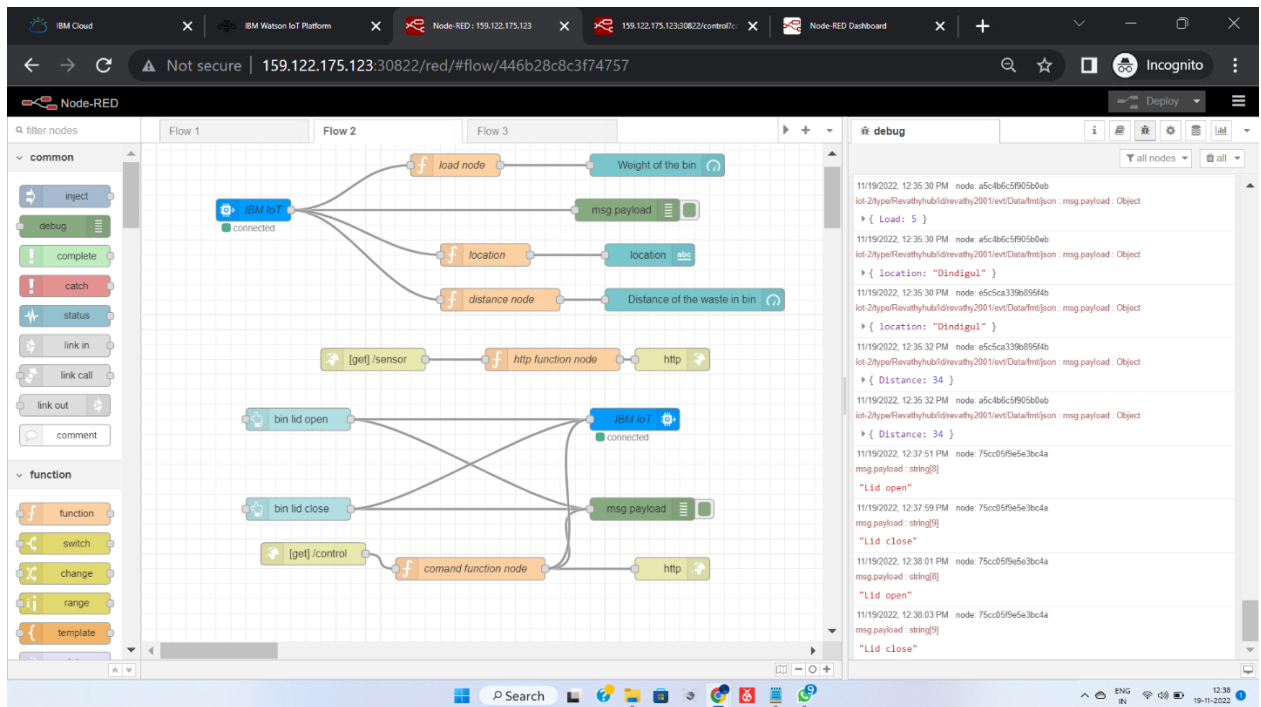 IBM Cloud
IBM Watson IoT Platform
Node-RED : 159.122.175.123
159.122.175.123:30822/control?c
Node-RED Dashboard
Not secure | 159.122.175.123:30822/red/#flow/446b28c8c3f74757
Incognito
Node-RED
Deploy
filter nodes
Flow 1
Flow 2
Flow 3
debug
i
all nodes
all
common
inject
debug
complete
catch
status
link in
link call
link out
comment
function
function
switch
change
range
template
load node
Weight of the bin
IBM IoT
connected
msg.payload
location
location
abc
distance node
Distance of the waste in bin
[get] /sensor
http function node
http
bin lid open
IBM IoT
connected
bin lid close
msg.payload
[get] /control
comand function node
http
11/19/2022, 12:35:30 PM node: a5c4b6c5f905b0eb
iot-2/type/Revathyhub/id/revathy2001/evt/Data/fmt/json : msg.payload : Object
{ Load: 5 }
11/19/2022, 12:35:30 PM node: a5c4b6c5f905b0eb
iot-2/type/Revathyhub/id/revathy2001/evt/Data/fmt/json : msg.payload : Object
{ location: "Dindigul" }
11/19/2022, 12:35:30 PM node: e5c5ca339b895f4b
iot-2/type/Revathyhub/id/revathy2001/evt/Data/fmt/json : msg.payload : Object
{ location: "Dindigul" }
11/19/2022, 12:35:32 PM node: e5c5ca339b895f4b
iot-2/type/Revathyhub/id/revathy2001/evt/Data/fmt/json : msg.payload : Object
{ Distance: 34 }
11/19/2022, 12:35:32 PM node: a5c4b6c5f905b0eb
iot-2/type/Revathyhub/id/revathy2001/evt/Data/fmt/json : msg.payload : Object
{ Distance: 34 }
11/19/2022, 12:37:51 PM node: 75cc05f9e5e3bc4a
msg.payload : string[8]
"Lid open"
11/19/2022, 12:37:59 PM node: 75cc05f9e5e3bc4a
msg.payload : string[9]
"Lid close"
11/19/2022, 12:38:01 PM node: 75cc05f9e5e3bc4a
msg.payload : string[8]
"Lid open"
11/19/2022, 12:38:03 PM node: 75cc05f9e5e3bc4a
msg.payload : string[9]
"Lid close"
Search
9
ENG
IN
12:38
19-11-2022
1